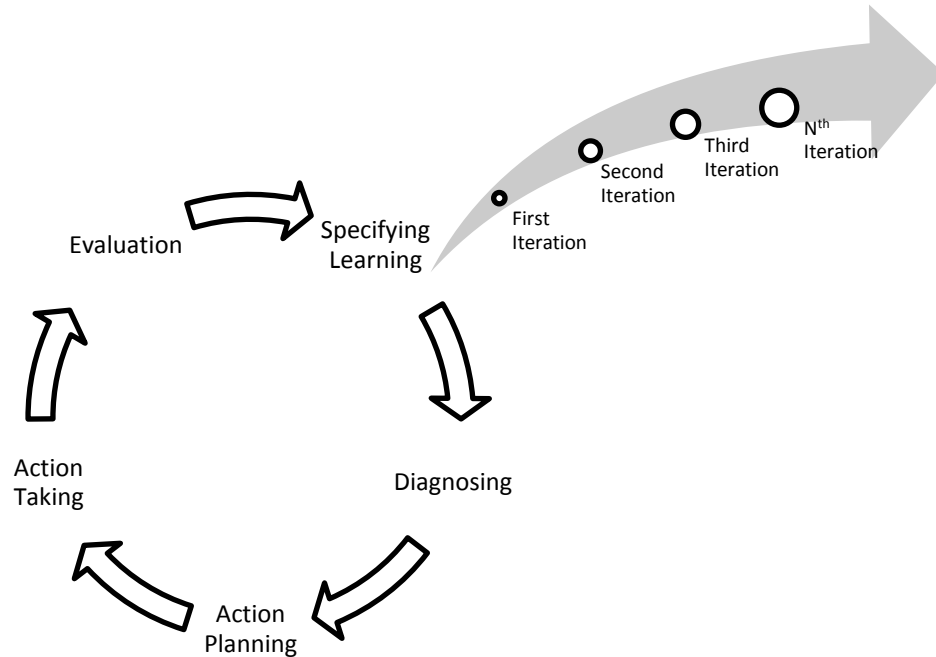 Nᵗʰ
Iteration
Third
Iteration
Second
Iteration
First
Iteration
Specifying
Learning
Evaluation
Diagnosing
Action
Taking
Action
Planning